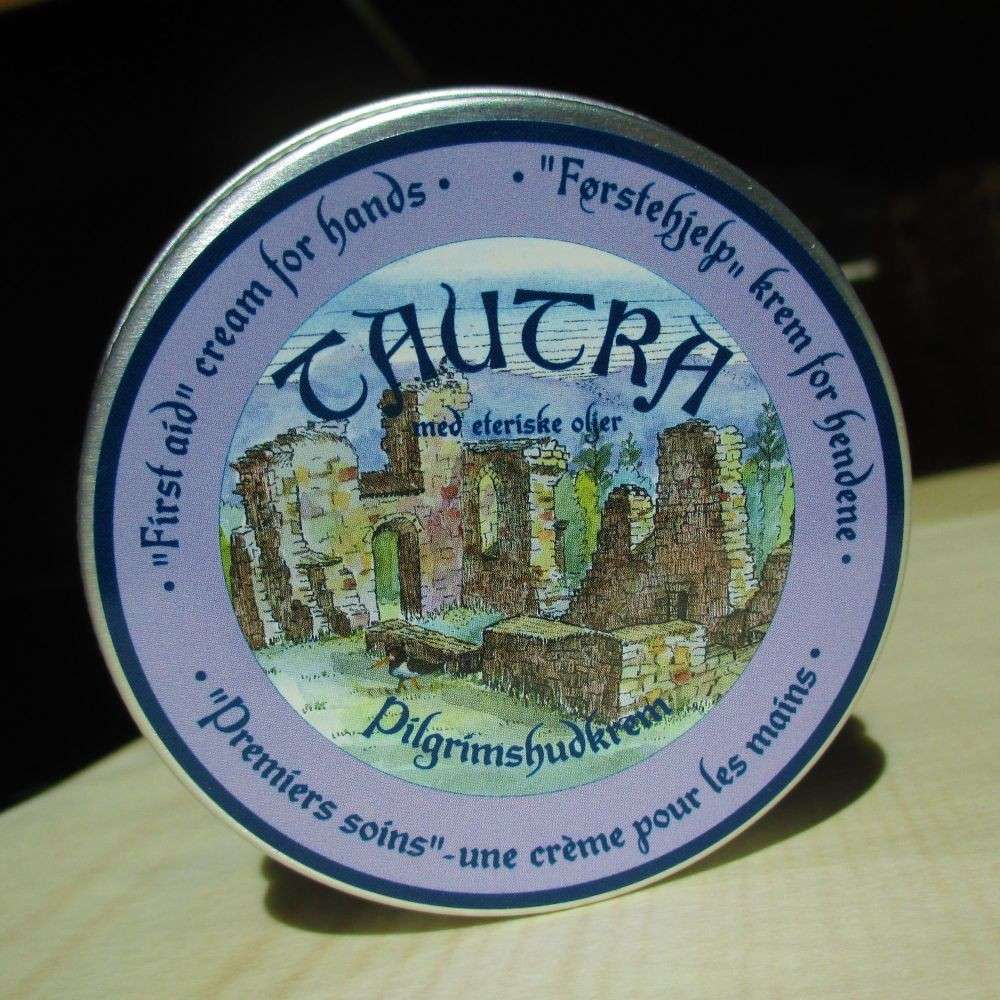 "First aid" cream for hands •
• "Førstehjelp„ krem for hendene •
TAUTRA
med eteriske oljer
Pilgrimshudkrem
• "Premiers soins"-une crème pour les mains •